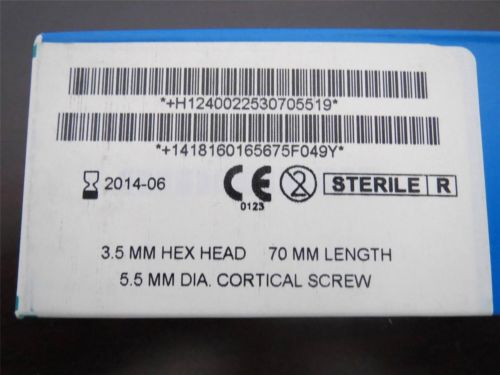 *+H1240022530705519*
*+1418160165675F049Y*
2014-06 CE 2 STERILE R
0123
3.5 MM HEX HEAD 70 MM LENGTH
5.5 MM DIA. CORTICAL SCREW